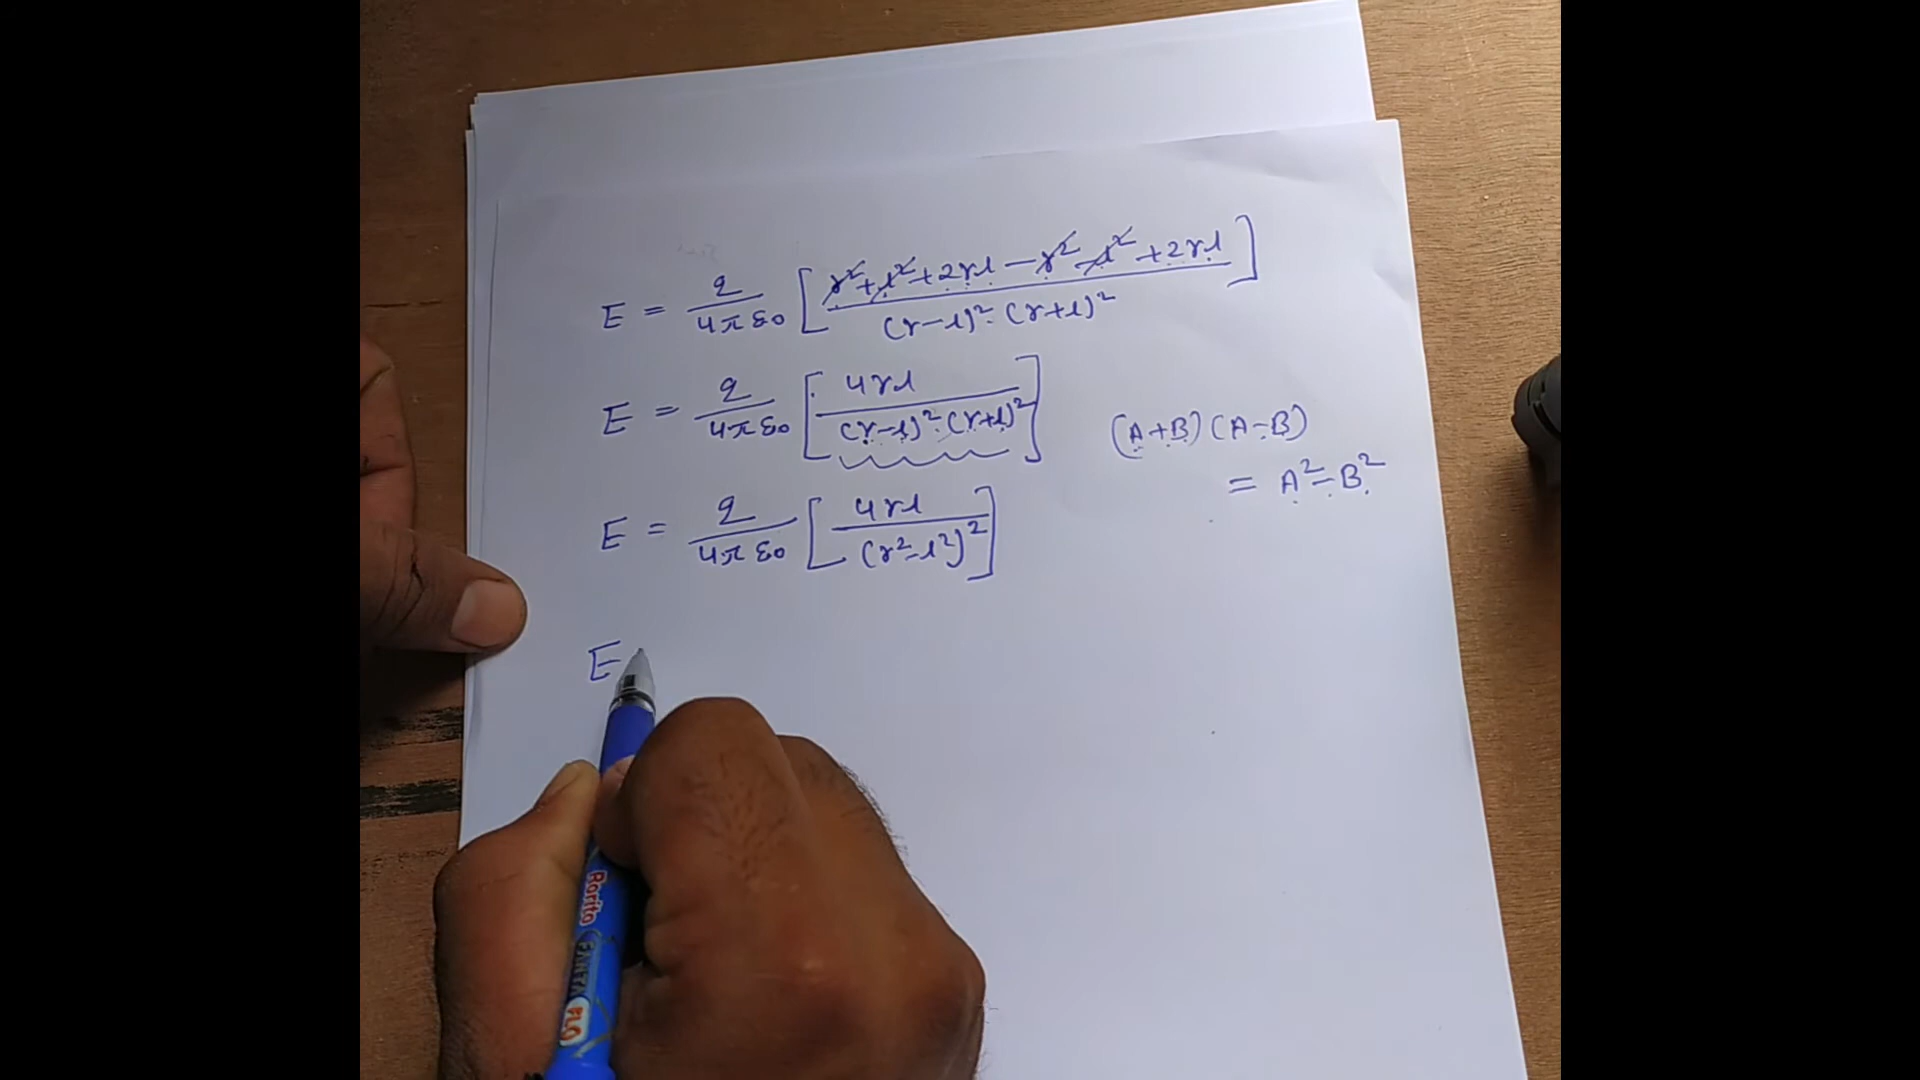 E = q/4πε0 [ r²+l²+2rl-r²-l²+2rl / (r-l)²·(r+l)² ]
E = q/4πε0 [ 4rl / (r-l)²·(r+l)² ]
(A+B)(A-B)
= A²-B²
E = q/4πε0 [ 4rl / (r²-l²)² ]
E
Rorito
FLO